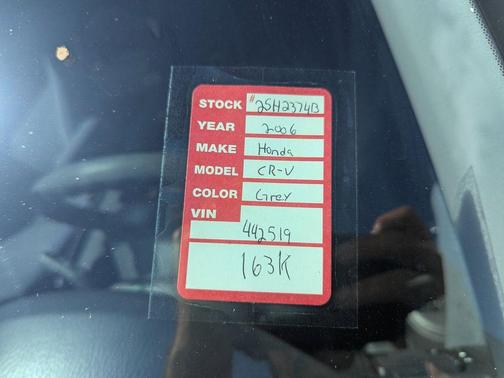 STOCK #25H2374B
YEAR 2006
MAKE Honda
MODEL CR-V
COLOR Grey
VIN
442519
163K